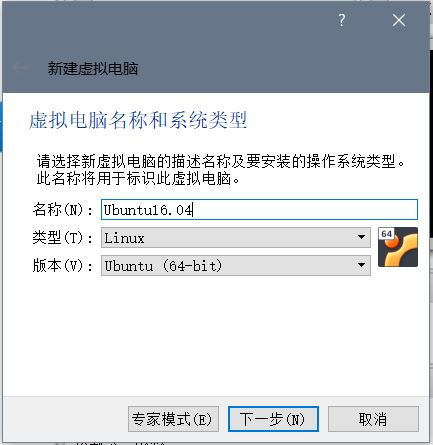 ?
新建虚拟电脑
虚拟电脑名称和系统类型
请选择新虚拟电脑的描述名称及要安装的操作系统类型。
此名称将用于标识此虚拟电脑。
名称(N): Ubuntu16.04
类型(T): Linux
64
版本(V): Ubuntu (64-bit)
专家模式(E) 下一步(N) 取消